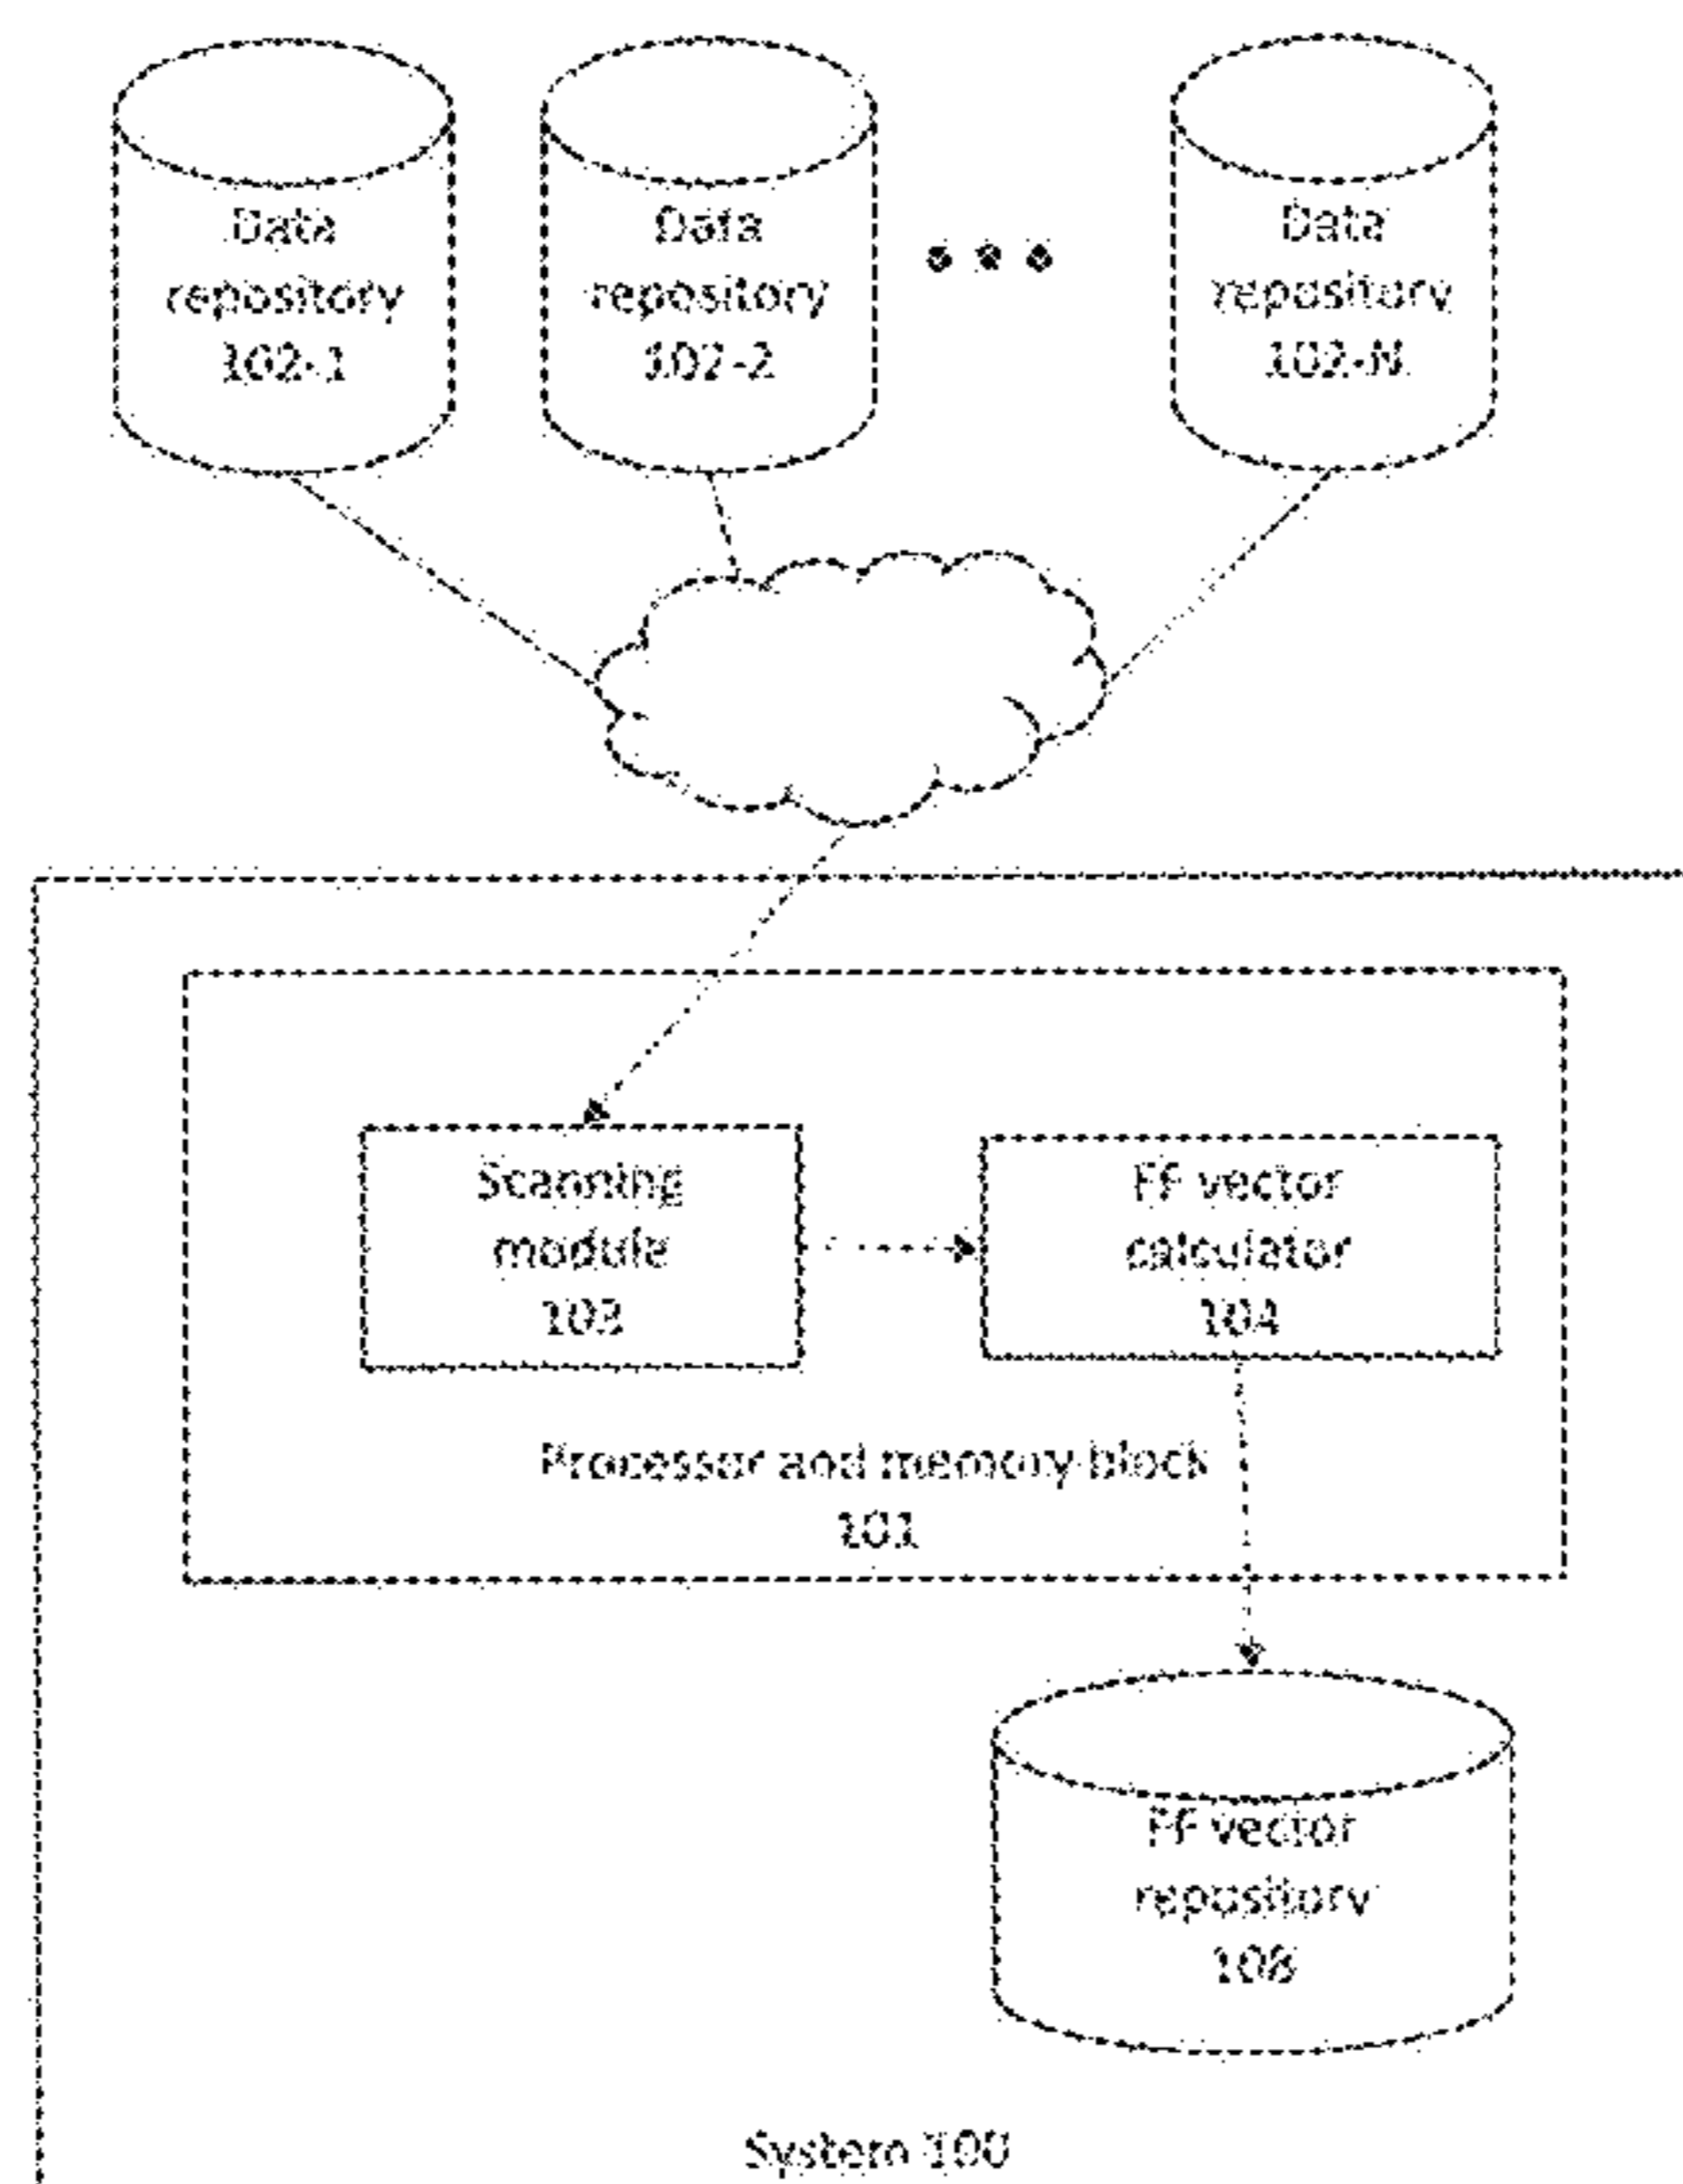 Data
repository
102-1
Data
repository
102-2
Data
repository
102-N
Scanning
module
103
FF vector
calculator
104
Processor and memory block
101
FF vector
repository
108
System 100